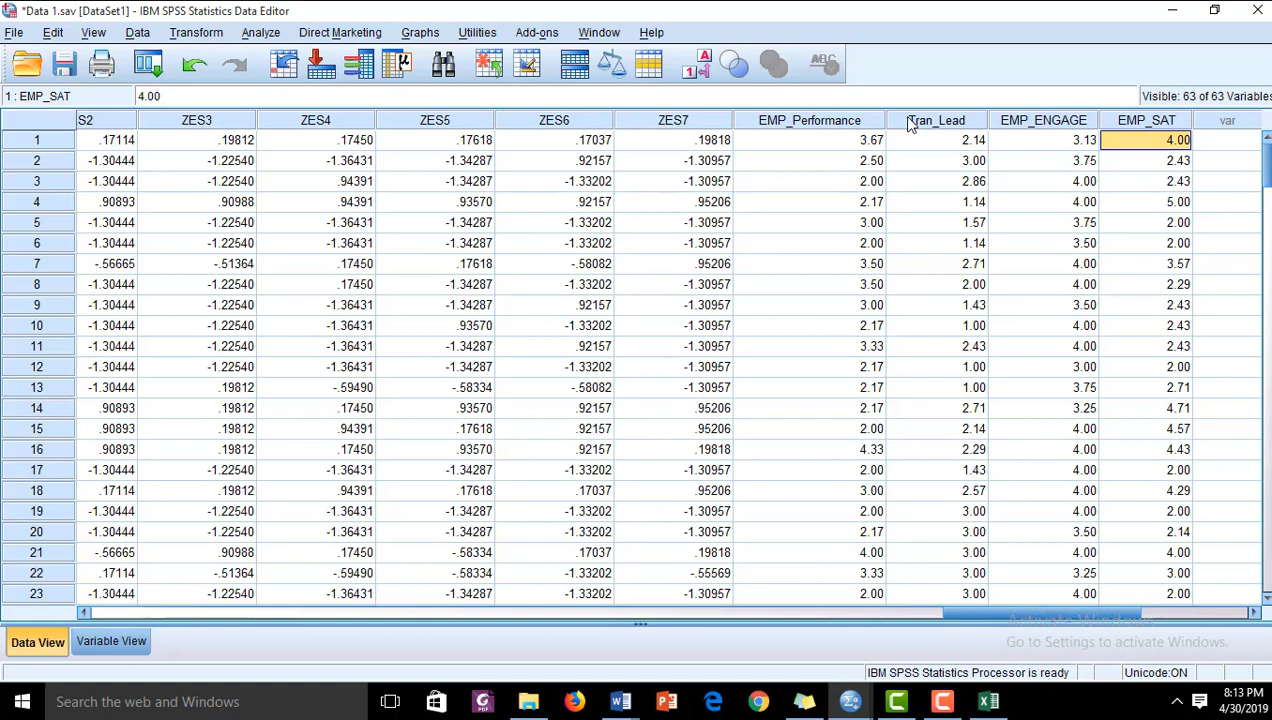 *Data 1.sav [DataSet1] - IBM SPSS Statistics Data Editor
File Edit View Data Transform Analyze Direct Marketing Graphs Utilities Add-ons Window Help
1 : EMP_SAT 4.00 Visible: 63 of 63 Variables
S2 ZES3 ZES4 ZES5 ZES6 ZES7 EMP_Performance Tran_Lead EMP_ENGAGE EMP_SAT var
1 .17114 .19812 .17450 .17618 .17037 .19818 3.67 2.14 3.13 4.00
2 -1.30444 -1.22540 -1.36431 -1.34287 .92157 -1.30957 2.50 3.00 3.75 2.43
3 -1.30444 -1.22540 .94391 -1.34287 -1.33202 -1.30957 2.00 2.86 4.00 2.43
4 .90893 .90988 .94391 .93570 .92157 .95206 2.17 1.14 4.00 5.00
5 -1.30444 -1.22540 -1.36431 -1.34287 -1.33202 -1.30957 3.00 1.57 3.75 2.00
6 -1.30444 -1.22540 -1.36431 -1.34287 -1.33202 -1.30957 2.00 1.14 3.50 2.00
7 -.56665 -.51364 .17450 .17618 -.58082 .95206 3.50 2.71 4.00 3.57
8 -1.30444 -1.22540 .17450 -1.34287 -1.33202 -1.30957 3.50 2.00 4.00 2.29
9 -1.30444 -1.22540 -1.36431 -1.34287 .92157 -1.30957 3.00 1.43 3.50 2.43
10 -1.30444 -1.22540 -1.36431 .93570 -1.33202 -1.30957 2.17 1.00 4.00 2.43
11 -1.30444 -1.22540 -1.36431 -1.34287 .92157 -1.30957 3.33 2.43 4.00 2.43
12 -1.30444 -1.22540 -1.36431 -1.34287 -1.33202 -1.30957 2.17 1.00 3.00 2.00
13 -1.30444 .19812 -.59490 -.58334 -.58082 -1.30957 2.17 1.00 3.75 2.71
14 .90893 .19812 .17450 .93570 .92157 .95206 2.17 2.71 3.25 4.71
15 .90893 .19812 .94391 .17618 .92157 .95206 2.00 2.14 4.00 4.57
16 .90893 .19812 .17450 .93570 .92157 .19818 4.33 2.29 4.00 4.43
17 -1.30444 -1.22540 -1.36431 -1.34287 -1.33202 -1.30957 2.00 1.43 4.00 2.00
18 .17114 .19812 .94391 .17618 .17037 .95206 3.00 2.57 4.00 4.29
19 -1.30444 -1.22540 -1.36431 -1.34287 -1.33202 -1.30957 2.00 3.00 4.00 2.00
20 -1.30444 -1.22540 -1.36431 -1.34287 -1.33202 -1.30957 2.17 3.00 3.50 2.14
21 -.56665 .90988 .17450 -.58334 .17037 .19818 4.00 3.00 4.00 4.00
22 .17114 -.51364 -.59490 -.58334 -1.33202 -.55569 3.33 3.00 3.25 3.00
23 -1.30444 -1.22540 -1.36431 -1.34287 -1.33202 -1.30957 2.00 3.00 4.00 2.00
Activate Windows
Data View Variable View Go to Settings to activate Windows.
IBM SPSS Statistics Processor is ready Unicode:ON
Search the web and Windows 8:13 PM
4/30/2019